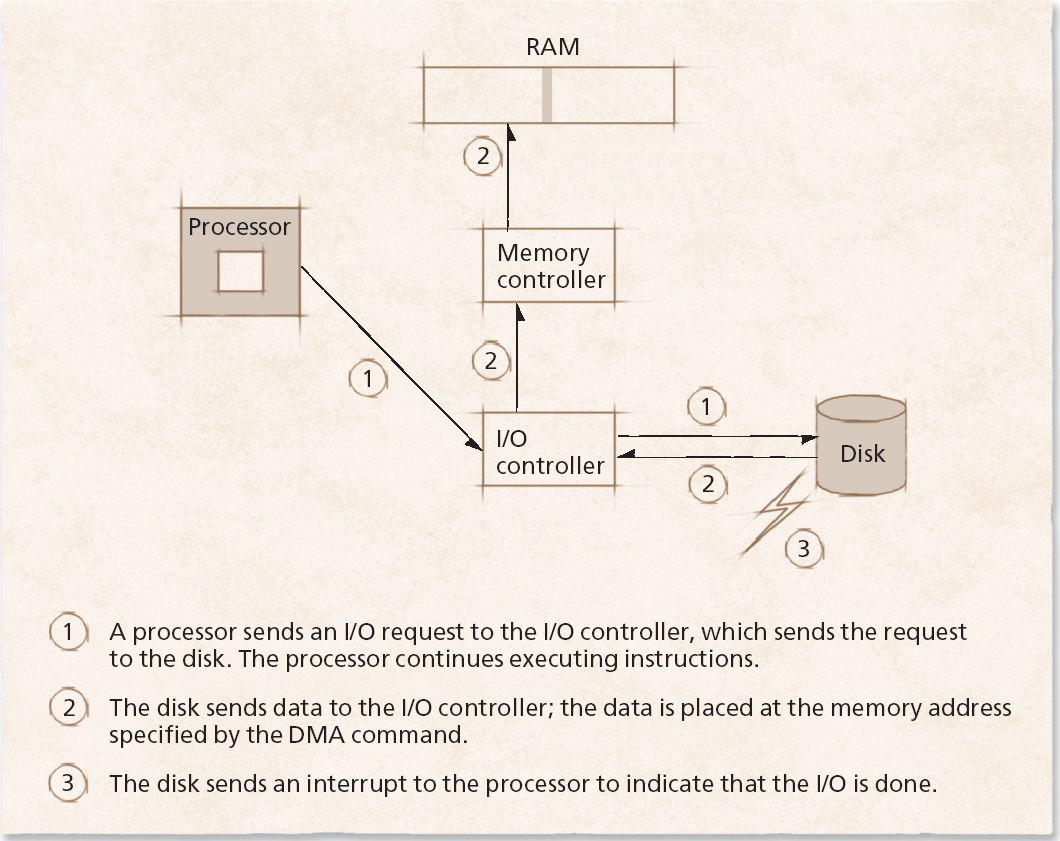 RAM
2
Processor
Memory
controller
2
1
1
I/O
controller
Disk
2
3
1 A processor sends an I/O request to the I/O controller, which sends the request
to the disk. The processor continues executing instructions.
2 The disk sends data to the I/O controller; the data is placed at the memory address
specified by the DMA command.
3 The disk sends an interrupt to the processor to indicate that the I/O is done.